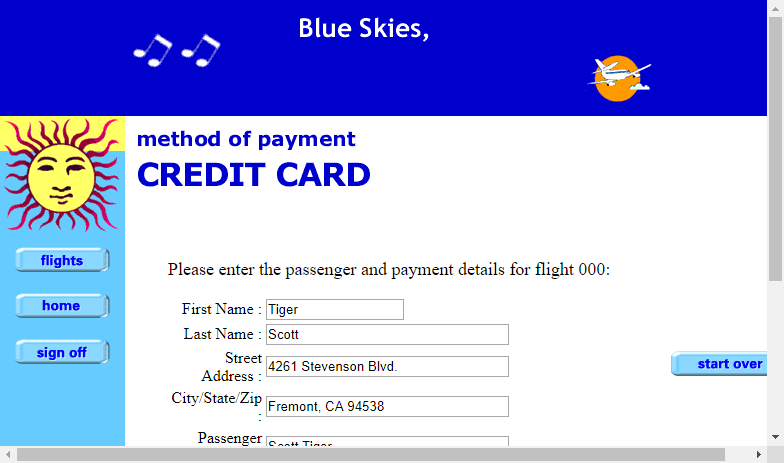 Blue Skies,
method of payment
CREDIT CARD
flights
home
sign off
Please enter the passenger and payment details for flight 000:
First Name : Tiger
Last Name : Scott
Street
Address : 4261 Stevenson Blvd.
City/State/Zip
: Fremont, CA 94538
start over
Passenger Scott Tiger